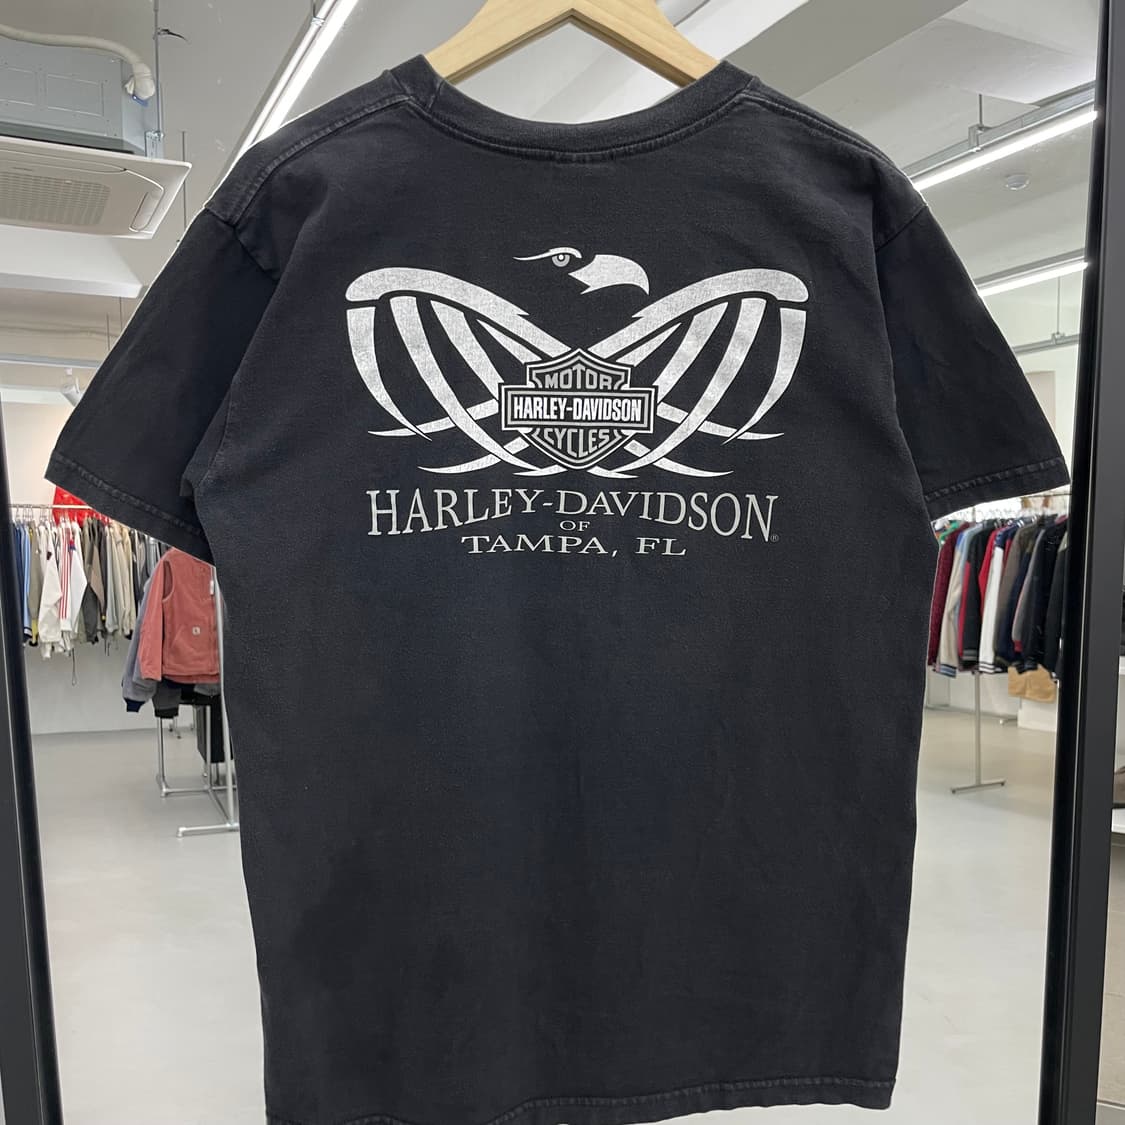 MOTOR
HARLEY-DAVIDSON
CYCLES
HARLEY-DAVIDSON
OF
TAMPA, FL ®